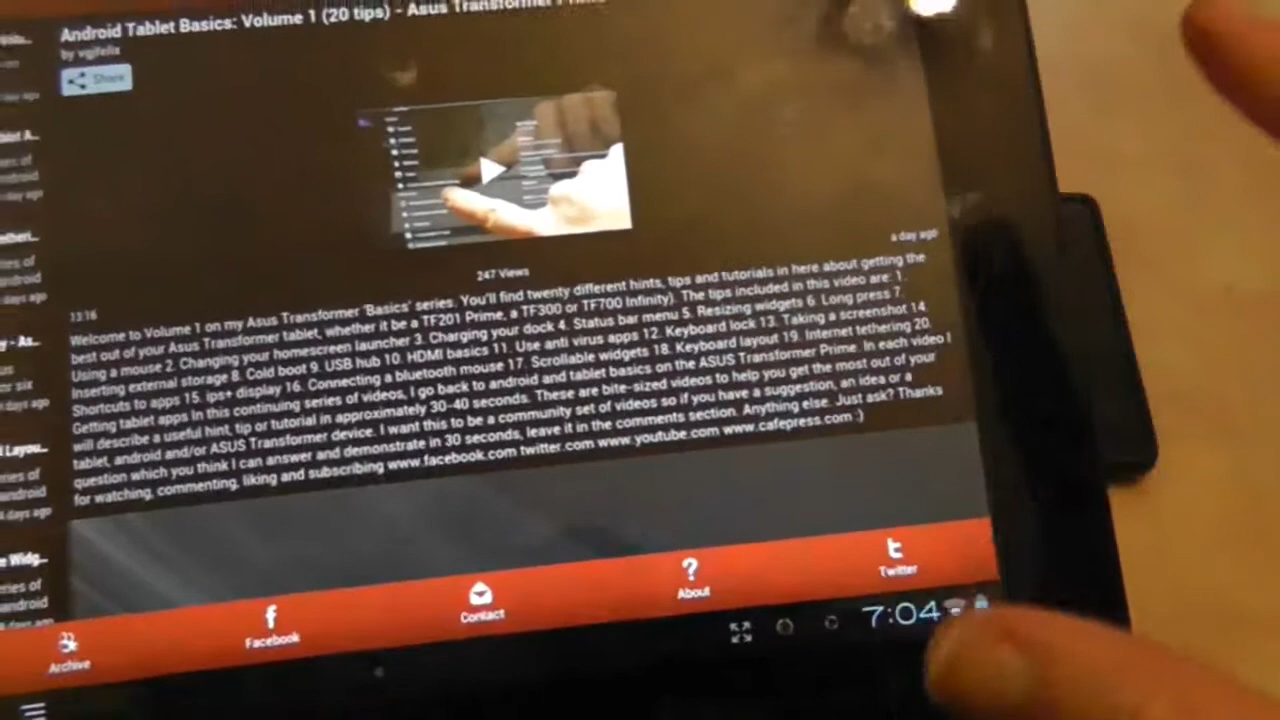 Android Tablet Basics: Volume 1 (20 tips) - Asus Transformer
by vgjfelix
Share
a day ago
247 Views
13:16
Welcome to Volume 1 on my Asus Transformer 'Basics' series. You'll find twenty different hints, tips and tutorials in here about getting the
best out of your Asus Transformer tablet, whether it be a TF201 Prime, a TF300 or TF700 Infinity). The tips included in this video are: 1.
Using a mouse 2. Changing your homescreen launcher 3. Charging your dock 4. Status bar menu 5. Resizing widgets 6. Long press 7.
Inserting external storage 8. Cold boot 9. USB hub 10. HDMI basics 11. Use anti virus apps 12. Keyboard lock 13. Taking a screenshot 14.
Shortcuts to apps 15. ips+ display 16. Connecting a bluetooth mouse 17. Scrollable widgets 18. Keyboard layout 19. Internet tethering 20.
Getting tablet apps In this continuing series of videos, I go back to android and tablet basics on the ASUS Transformer Prime. In each video I
will describe a useful hint, tip or tutorial in approximately 30-40 seconds. These are bite-sized videos to help you get the most out of your
tablet, android and/or ASUS Transformer device. I want this to be a community set of videos so if you have a suggestion, an idea or a
question which you think I can answer and demonstrate in 30 seconds, leave it in the comments section. Anything else. Just ask? Thanks
for watching, commenting, liking and subscribing www.facebook.com twitter.com www.youtube.com www.cafepress.com :)
Archive
Facebook
Contact
About
Twitter
7:04